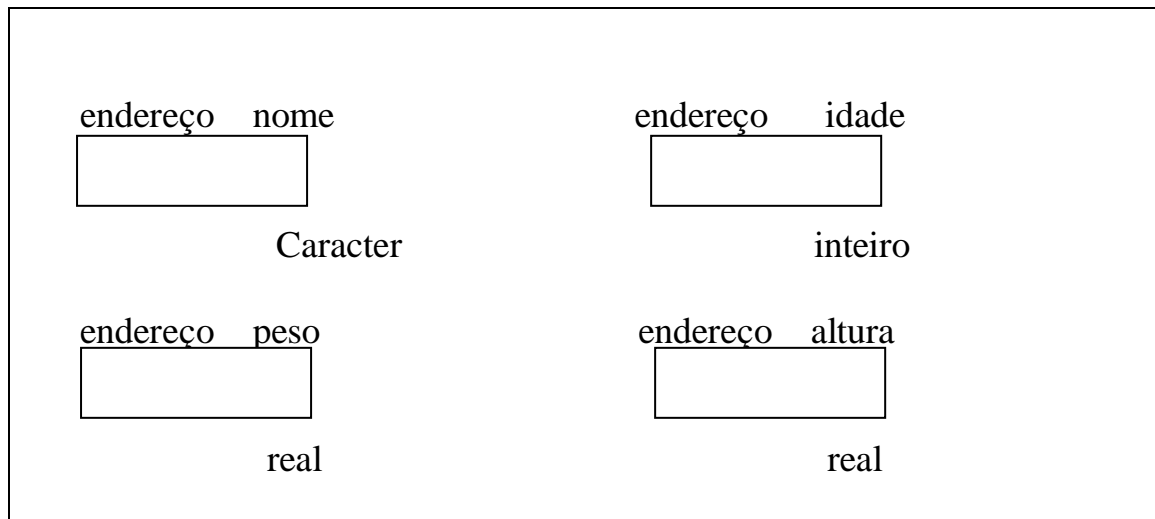 endereço nome endereço idade
Caracter inteiro
endereço peso endereço altura
real real